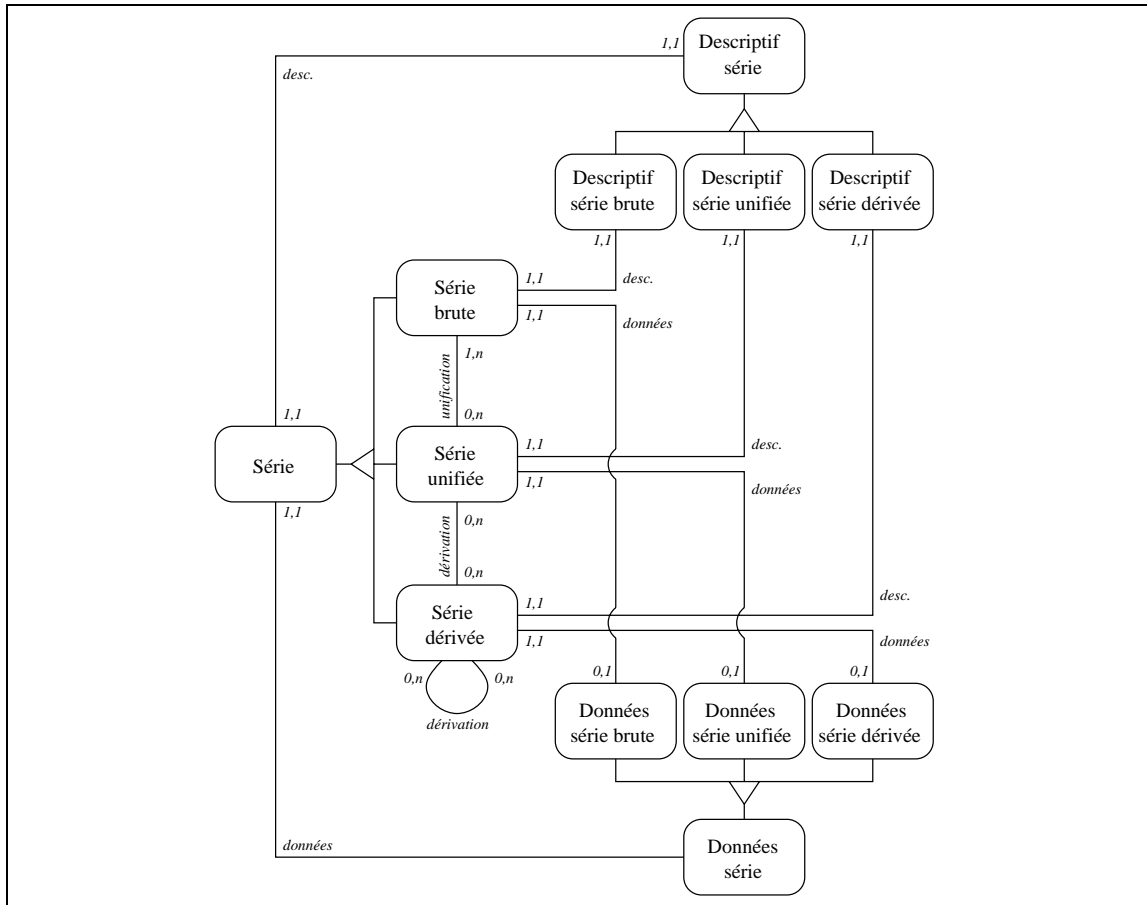 1,1
Descriptif
série
desc.
Descriptif
série brute
Descriptif
série unifiée
Descriptif
série dérivée
1,1
1,1
1,1
Série
brute
1,1
desc.
1,1
données
1,n
unification
0,n
1,1
Série
Série
unifiée
1,1
desc.
1,1
données
1,1
0,n
dérivation
0,n
Série
dérivée
1,1
desc.
1,1
données
0,n
0,n
dérivation
0,1
0,1
0,1
Données
série brute
Données
série unifiée
Données
série dérivée
données
Données
série